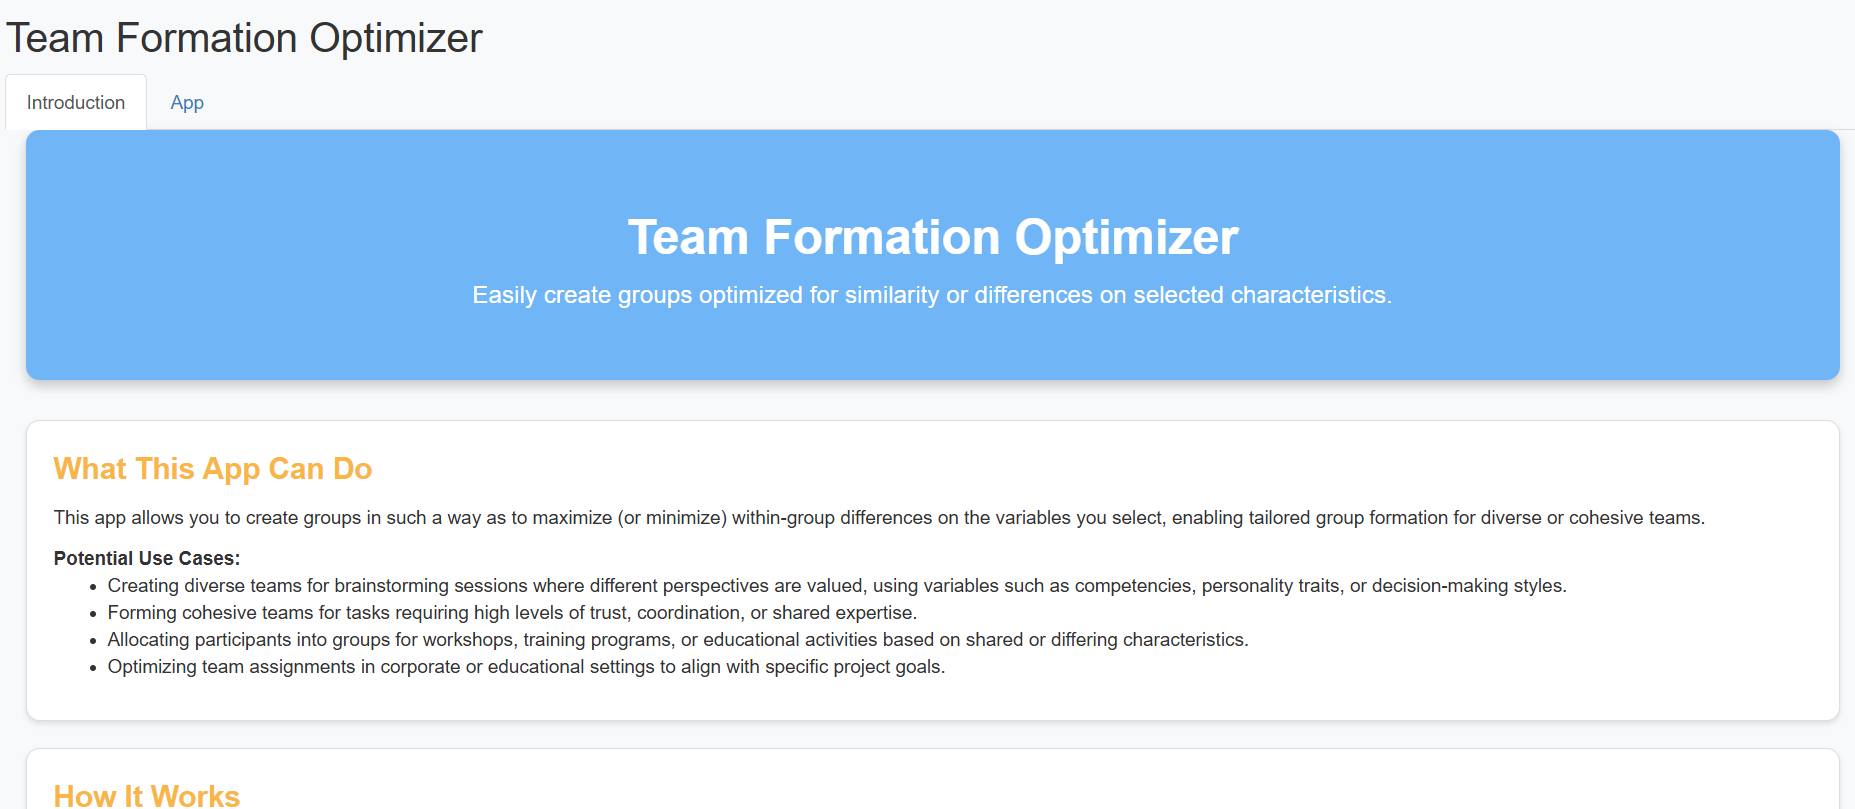 Team Formation Optimizer
Introduction
App
Team Formation Optimizer
Easily create groups optimized for similarity or differences on selected characteristics.
What This App Can Do
This app allows you to create groups in such a way as to maximize (or minimize) within-group differences on the variables you select, enabling tailored group formation for diverse or cohesive teams.
Potential Use Cases:
• Creating diverse teams for brainstorming sessions where different perspectives are valued, using variables such as competencies, personality traits, or decision-making styles.
• Forming cohesive teams for tasks requiring high levels of trust, coordination, or shared expertise.
• Allocating participants into groups for workshops, training programs, or educational activities based on shared or differing characteristics.
• Optimizing team assignments in corporate or educational settings to align with specific project goals.
How It Works